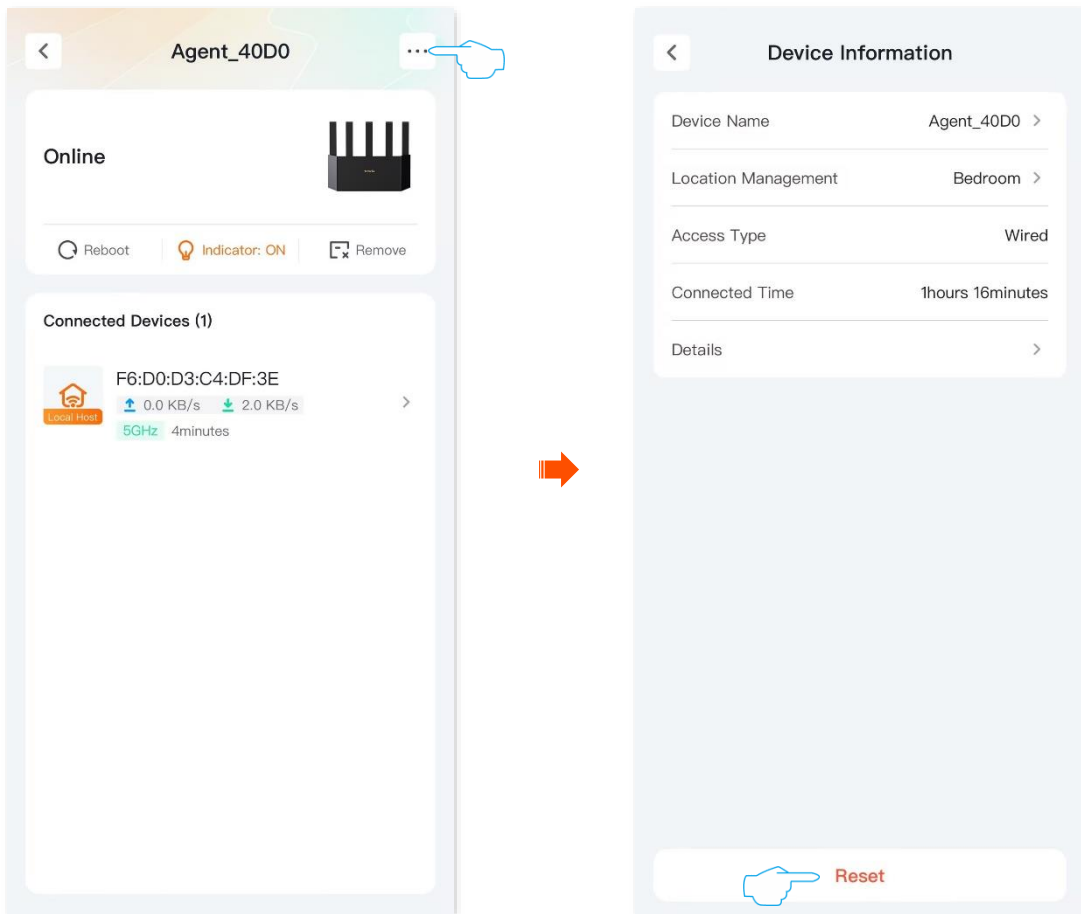 Agent_40D0
...
Online
Reboot
Indicator: ON
Remove
Connected Devices (1)
F6:D0:D3:C4:DF:3E
0.0 KB/s 2.0 KB/s
Local Host
5GHz 4minutes
Device Information
Device Name Agent_40D0
Location Management Bedroom
Access Type Wired
Connected Time 1hours 16minutes
Details
Reset